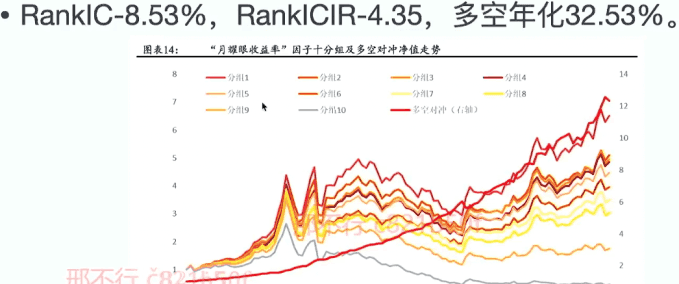 • RankIC-8.53%，RankICIR-4.35，多空年化32.53%。
图表14： “月耀眼收益率”因子十分组及多空对冲净值走势
8 14
分组1 分组2 分组3 分组4
7 分组5 分组6 分组7 分组8 12
分组9 分组10 多空对冲（右轴）
6
5 10
4 8
3 6
2 4
1 2
邢不行